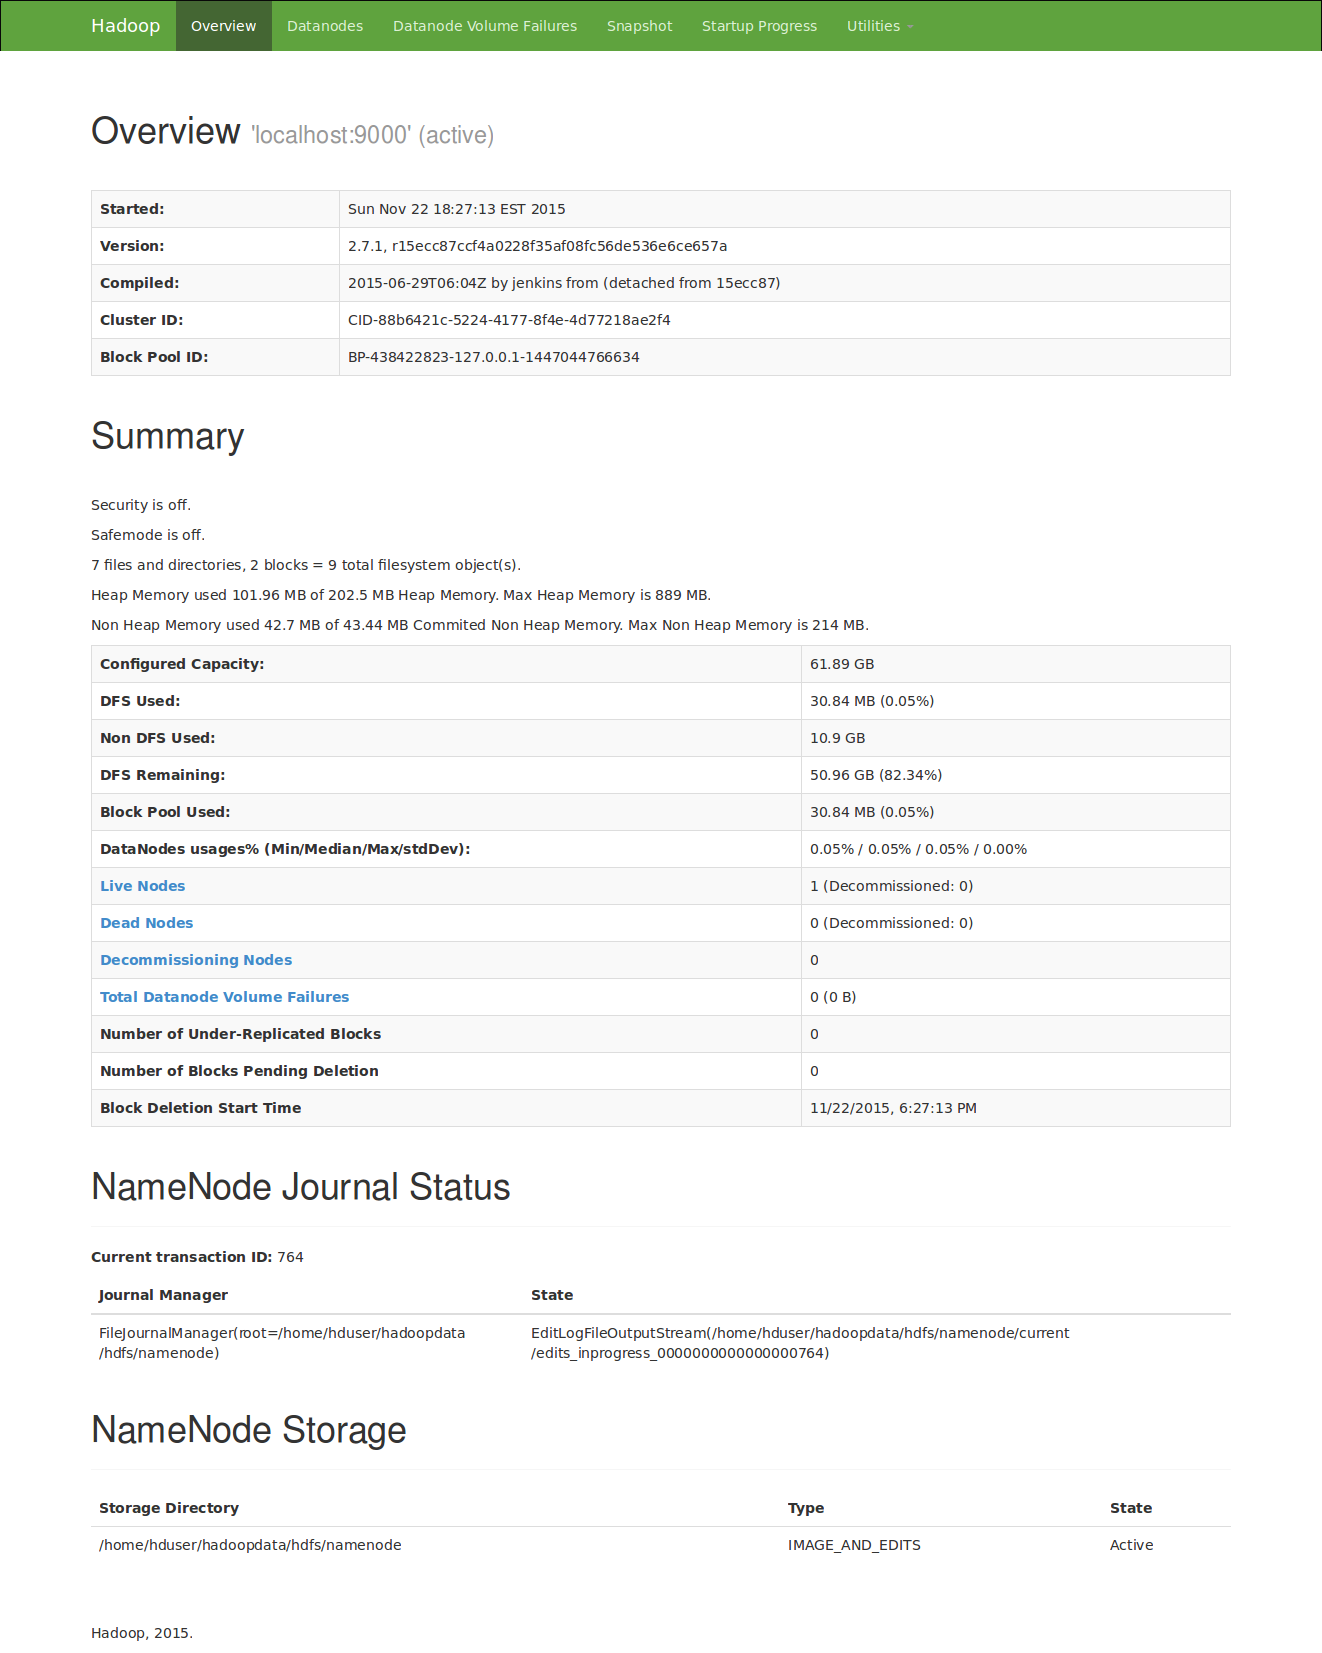 Hadoop Overview Datanodes Datanode Volume Failures Snapshot Startup Progress Utilities
Overview 'localhost:9000' (active)
Started: Sun Nov 22 18:27:13 EST 2015
Version: 2.7.1, r15ecc87ccf4a0228f35af08fc56de536e6ce657a
Compiled: 2015-06-29T06:04Z by jenkins from (detached from 15ecc87)
Cluster ID: CID-88b6421c-5224-4177-8f4e-4d77218ae2f4
Block Pool ID: BP-438422823-127.0.0.1-1447044766634
Summary
Security is off.
Safemode is off.
7 files and directories, 2 blocks = 9 total filesystem object(s).
Heap Memory used 101.96 MB of 202.5 MB Heap Memory. Max Heap Memory is 889 MB.
Non Heap Memory used 42.7 MB of 43.44 MB Commited Non Heap Memory. Max Non Heap Memory is 214 MB.
Configured Capacity: 61.89 GB
DFS Used: 30.84 MB (0.05%)
Non DFS Used: 10.9 GB
DFS Remaining: 50.96 GB (82.34%)
Block Pool Used: 30.84 MB (0.05%)
DataNodes usages% (Min/Median/Max/stdDev): 0.05% / 0.05% / 0.05% / 0.00%
Live Nodes 1 (Decommissioned: 0)
Dead Nodes 0 (Decommissioned: 0)
Decommissioning Nodes 0
Total Datanode Volume Failures 0 (0 B)
Number of Under-Replicated Blocks 0
Number of Blocks Pending Deletion 0
Block Deletion Start Time 11/22/2015, 6:27:13 PM
NameNode Journal Status
Current transaction ID: 764
Journal Manager State
FileJournalManager(root=/home/hduser/hadoopdata EditLogFileOutputStream(/home/hduser/hadoopdata/hdfs/namenode/current
/hdfs/namenode) /edits_inprogress_0000000000000000764)
NameNode Storage
Storage Directory Type State
/home/hduser/hadoopdata/hdfs/namenode IMAGE_AND_EDITS Active
Hadoop, 2015.